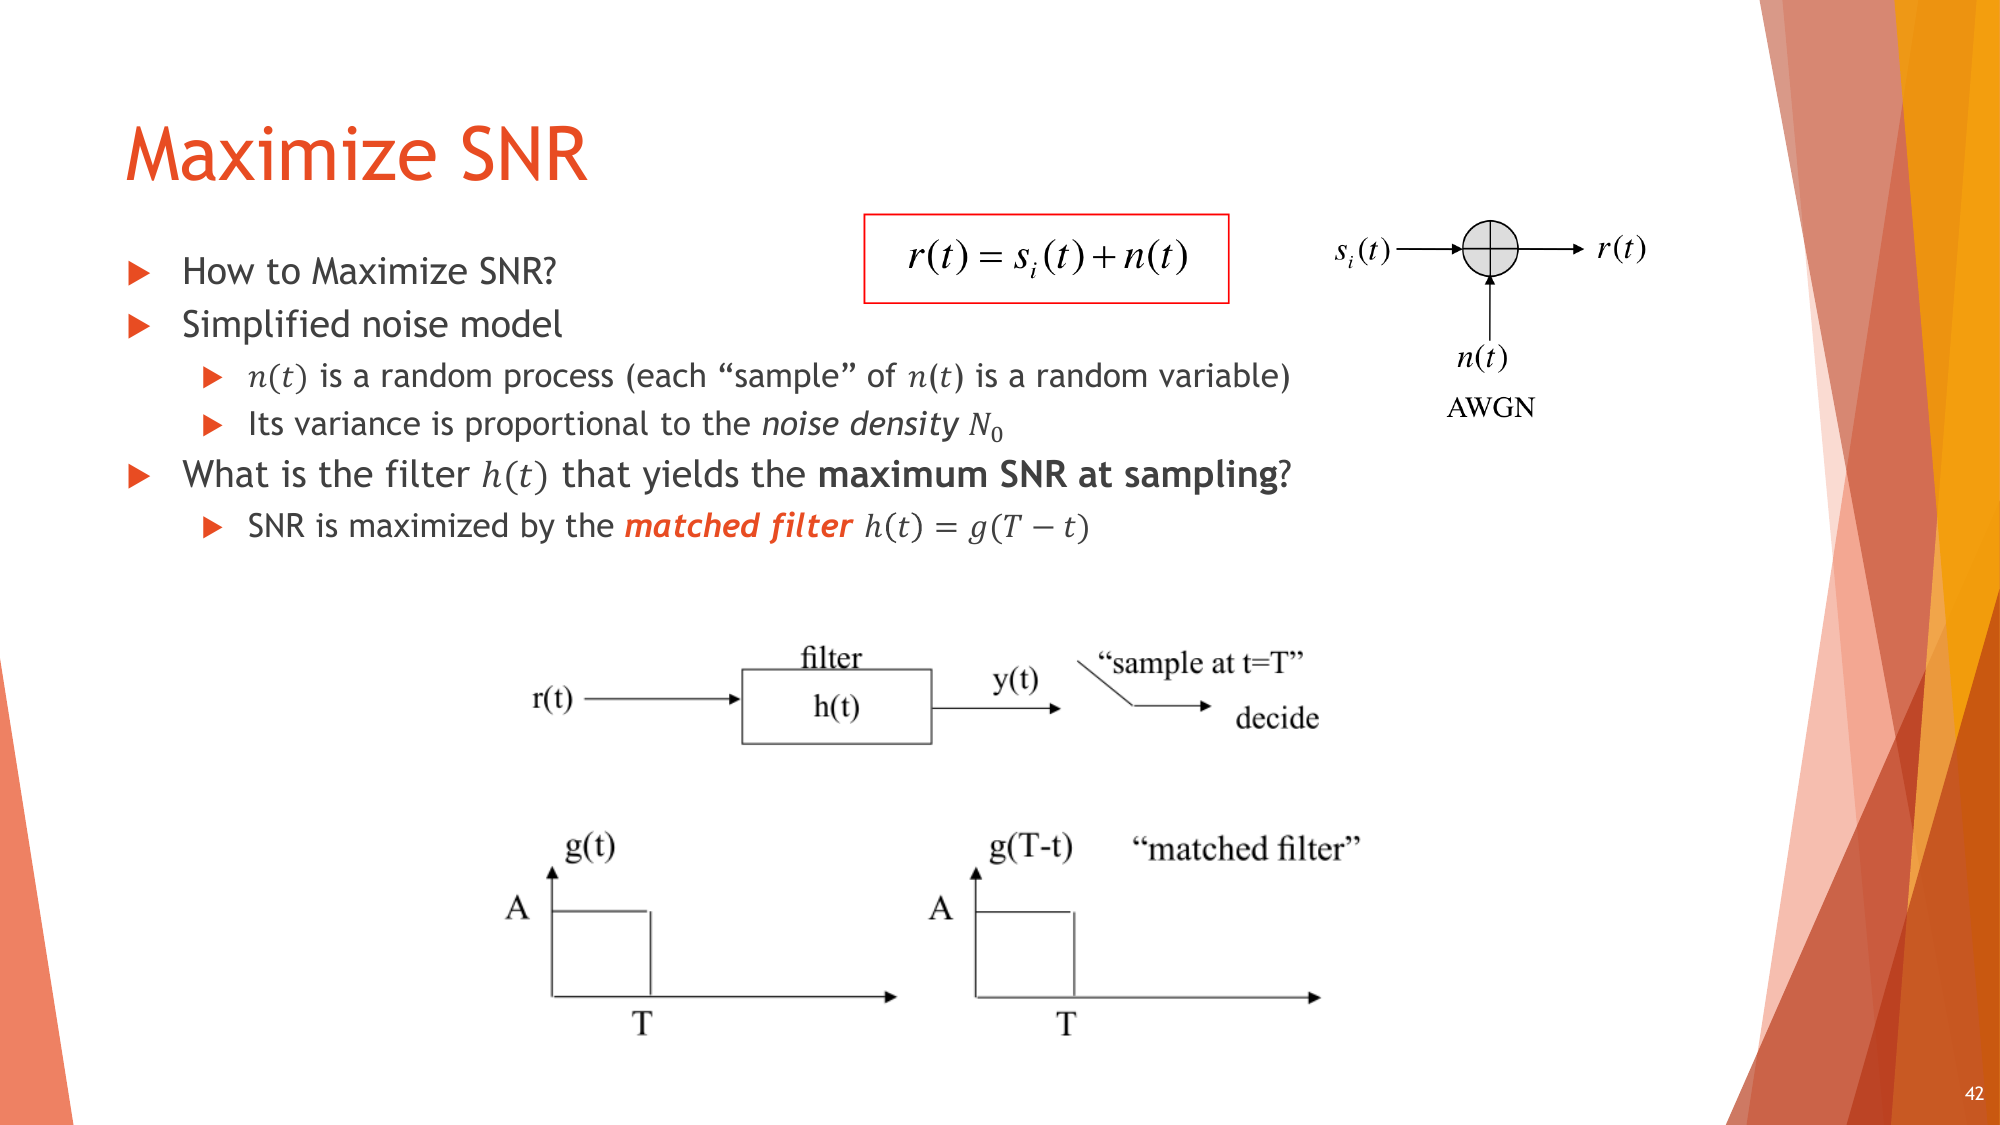 Maximize SNR
How to Maximize SNR?
r(t) = s_i(t) + n(t)
s_i(t)
r(t)
n(t)
AWGN
Simplified noise model
n(t) is a random process (each “sample” of n(t) is a random variable)
Its variance is proportional to the noise density N₀
What is the filter h(t) that yields the maximum SNR at sampling?
SNR is maximized by the matched filter h(t) = g(T − t)
filter
r(t)
h(t)
y(t)
“sample at t=T”
decide
g(t)
A
T
g(T-t)
“matched filter”
A
T
42